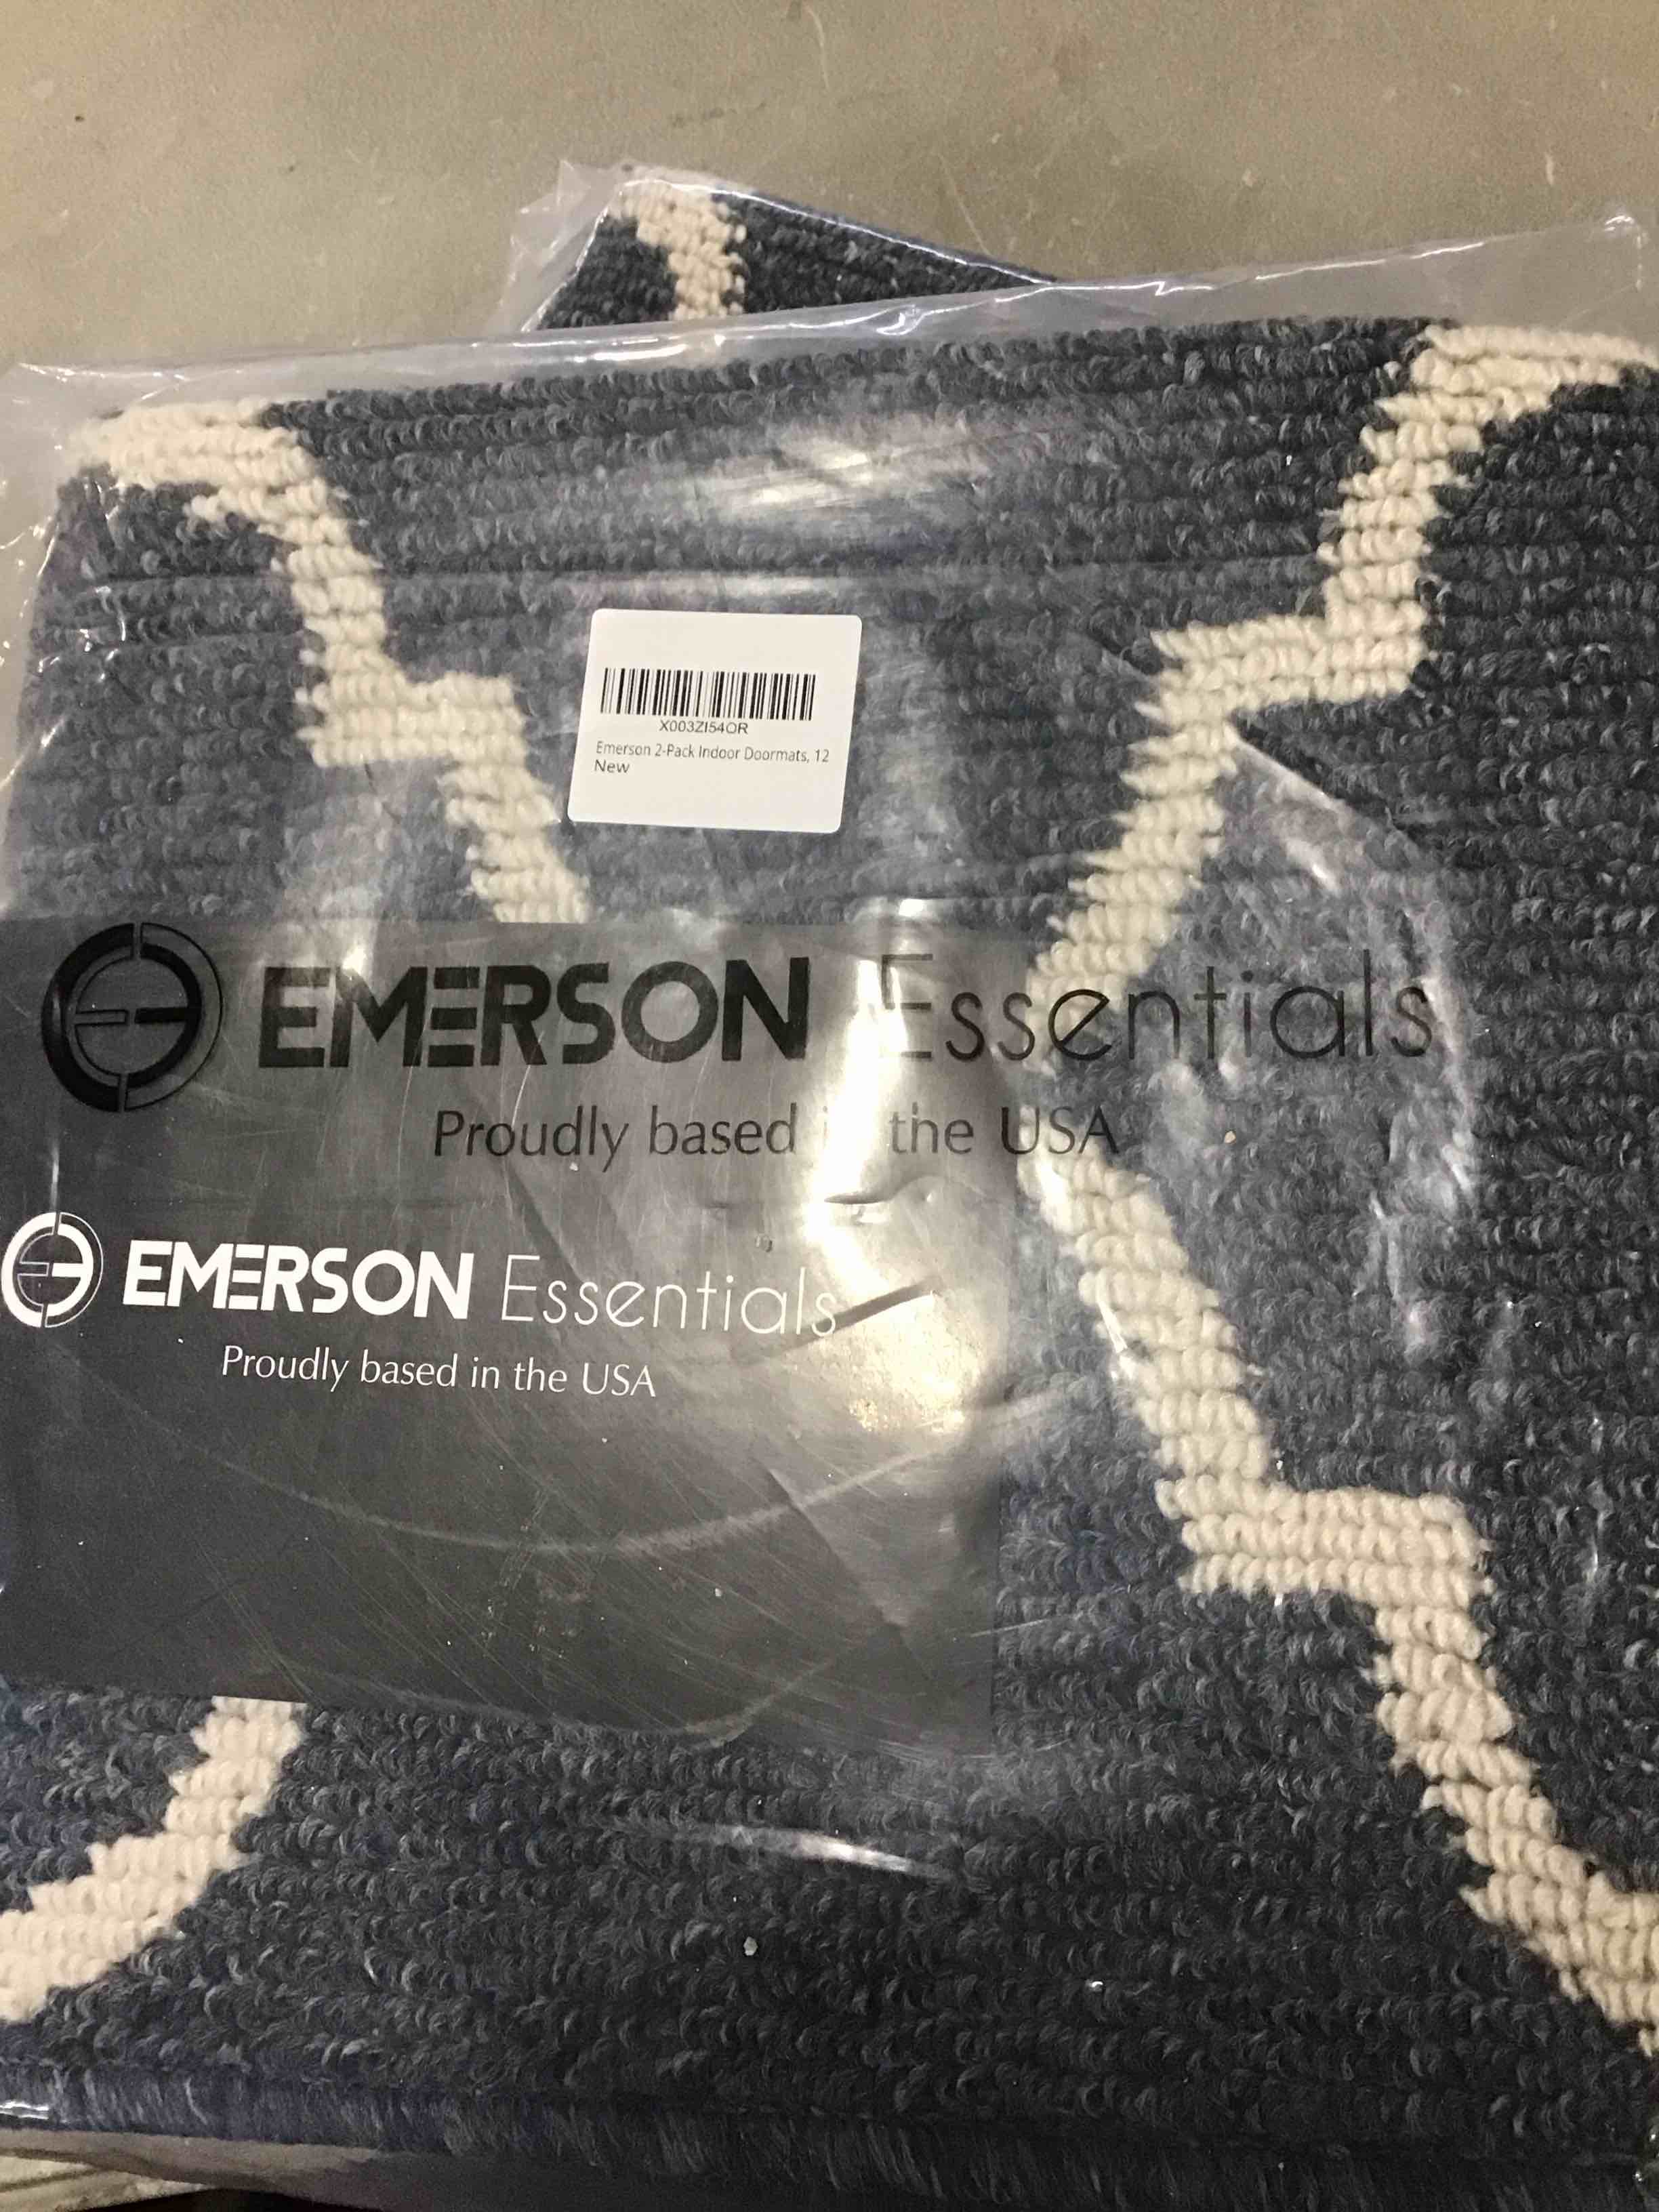 X003ZI54OR
Emerson 2-Pack Indoor Doormats, 12
New
EMERSON Essentials
Proudly based in the USA
EMERSON Essentials
Proudly based in the USA